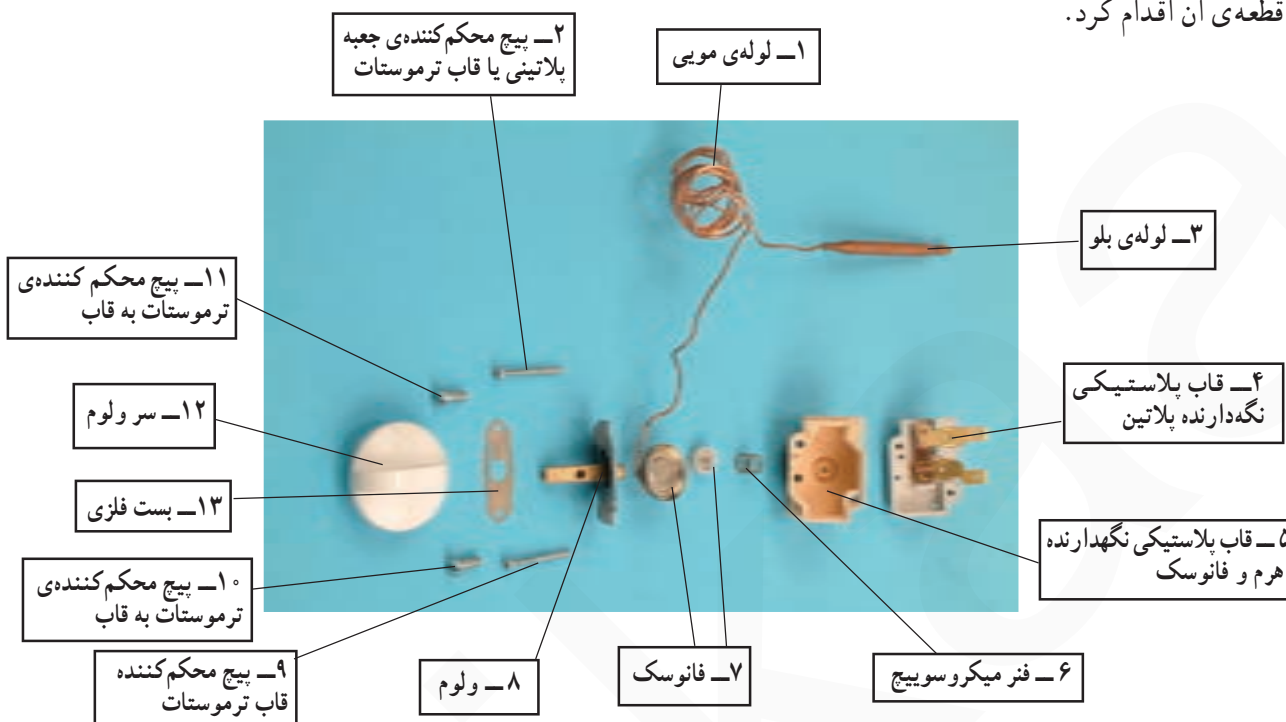 قطعه‌ی آن اقدام کرد.
۱ــ لوله‌ی مویی
۲ــ پیچ محکم‌کننده‌ی جعبه
پلاتینی یا قاب ترموستات
۳ــ لوله‌ی بلو
۴ــ قاب پلاستیکی
نگه‌دارنده پلاتین
۵ ــ قاب پلاستیکی نگهدارنده
هرم و فانوسک
۶ ــ فنر میکروسوییچ
۷ــ فانوسک
۸ ــ ولوم
۹ــ پیچ محکم‌کننده
قاب ترموستات
۱۰ــ پیچ محکم‌کننده‌ی
ترموستات به قاب
۱۱ــ پیچ محکم کننده‌ی
ترموستات به قاب
۱۲ــ سر ولوم
۱۳ــ بست فلزی